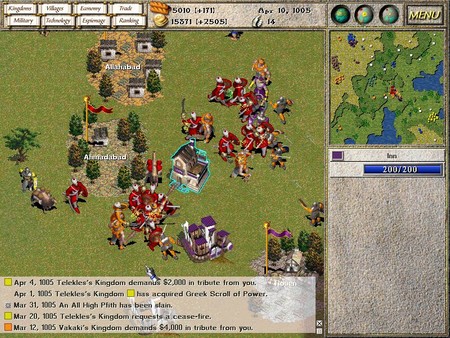 Kingdoms Villages Economy Trade
Military Technology Espionage Ranking
5010 (+171)
Apr 10, 1005
15371 (+2505)
14
MENU
Allahabad
Ahmadabad
Inn
200/200
Apr 4, 1005 Telekles's Kingdom demands $2,000 in tribute from you.
Apr 1, 1005 Telekles's Kingdom has acquired Greek Scroll of Power.
Mar 31, 1005 An All High Plith has been slain.
Mar 20, 1005 Telekles's Kingdom requests a cease-fire.
Mar 12, 1005 Vakaki's Kingdom demands $4,000 in tribute from you.